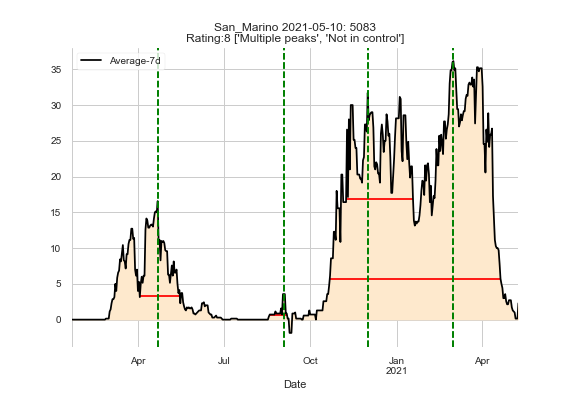 San_Marino 2021-05-10: 5083
Rating:8 ['Multiple peaks', 'Not in control']
Average-7d
35
30
25
20
15
10
5
0
Apr Jul Oct Jan Apr
2021
Date